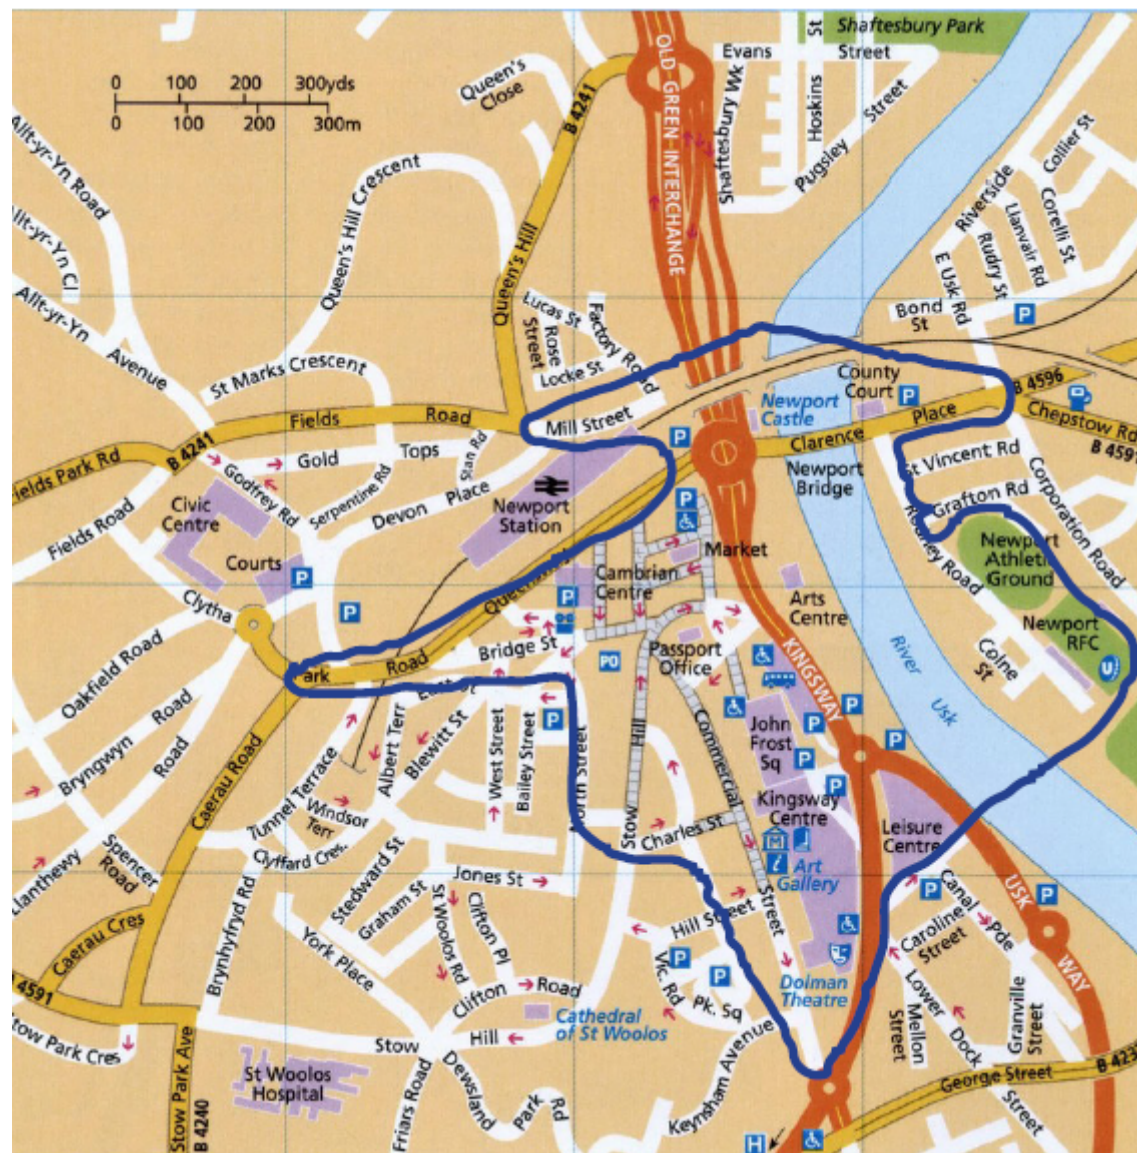 Shaftesbury Park
Evans
St
Street
Hoskins
Shaftesbury Wk
Pugsley
Street
OLD GREEN INTERCHANGE
Queen's
Close
B 4241
0 100 200 300yds
0 100 200 300m
Allt-yr-Yn Road
Allt-yr-Yn Cl
Allt-yr-Yn
Avenue
Queen's Hill Crescent
Queen's Hill
Collier St
Riverside
Corelli St
Llanvair Rd
Rudry St
E Usk Rd
Bond
St
P
Lucas St
Rose
Street
Factory Road
Locke St
St Marks Crescent
Fields
Road
Mill Street
County
Court
P
B 4596
Chepstow Rd
B 4591
Newport
Castle
Clarence
Place
Newport
Bridge
Fields Park Rd
B 4241
Gold
Tops
Stan Rd
Godfrey Rd
Serpentine Rd
Devon
Place
Newport
Station
P
P
St Vincent Rd
Grafton Rd
Corporation Road
Rodney Road
Newport
Athletic
Ground
Newport
RFC
Colne
St
Civic
Centre
Fields Road
Courts
P
P
Clytha
Park
Road
Market
Cambrian
Centre
P
Arts
Centre
Passport
Office
PO
Bridge St
East St
KINGSWAY
River
Usk
Oakfield Road
Bryngwyn
Road
Road
Caerau Road
Albert Terr
Blewitt St
West Street
Bailey Street
P
North Street
Stow
Hill
Commercial
Street
John
Frost
Sq
P
P
P
P
P
Tunnel Terrace
Windsor
Terr
Clyffard Cres.
Charles St
Kingsway
Centre
Leisure
Centre
i
Art
Gallery
Llanthewy
Spencer
Road
Stedward St
Graham St
Jones St
St Woolos Rd
Clifton Pl
Hill Street
P
P
P
P
USK
WAY
Canal
Pde
Caroline
Street
Caerau Cres
Brynhyfryd Rd
York Place
Clifton
Road
Vic. Rd
Pk. Sq
Dolman
Theatre
Lower
Dock
Street
Mellon
Street
Granville
Street
4591
Stow Park Cres
Stow Park Ave
B 4240
Stow
Hill
Cathedral
of St Woolos
St Woolos
Hospital
Friars Road
Dewsland
Park
Rd
Keynsham Avenue
George Street
H